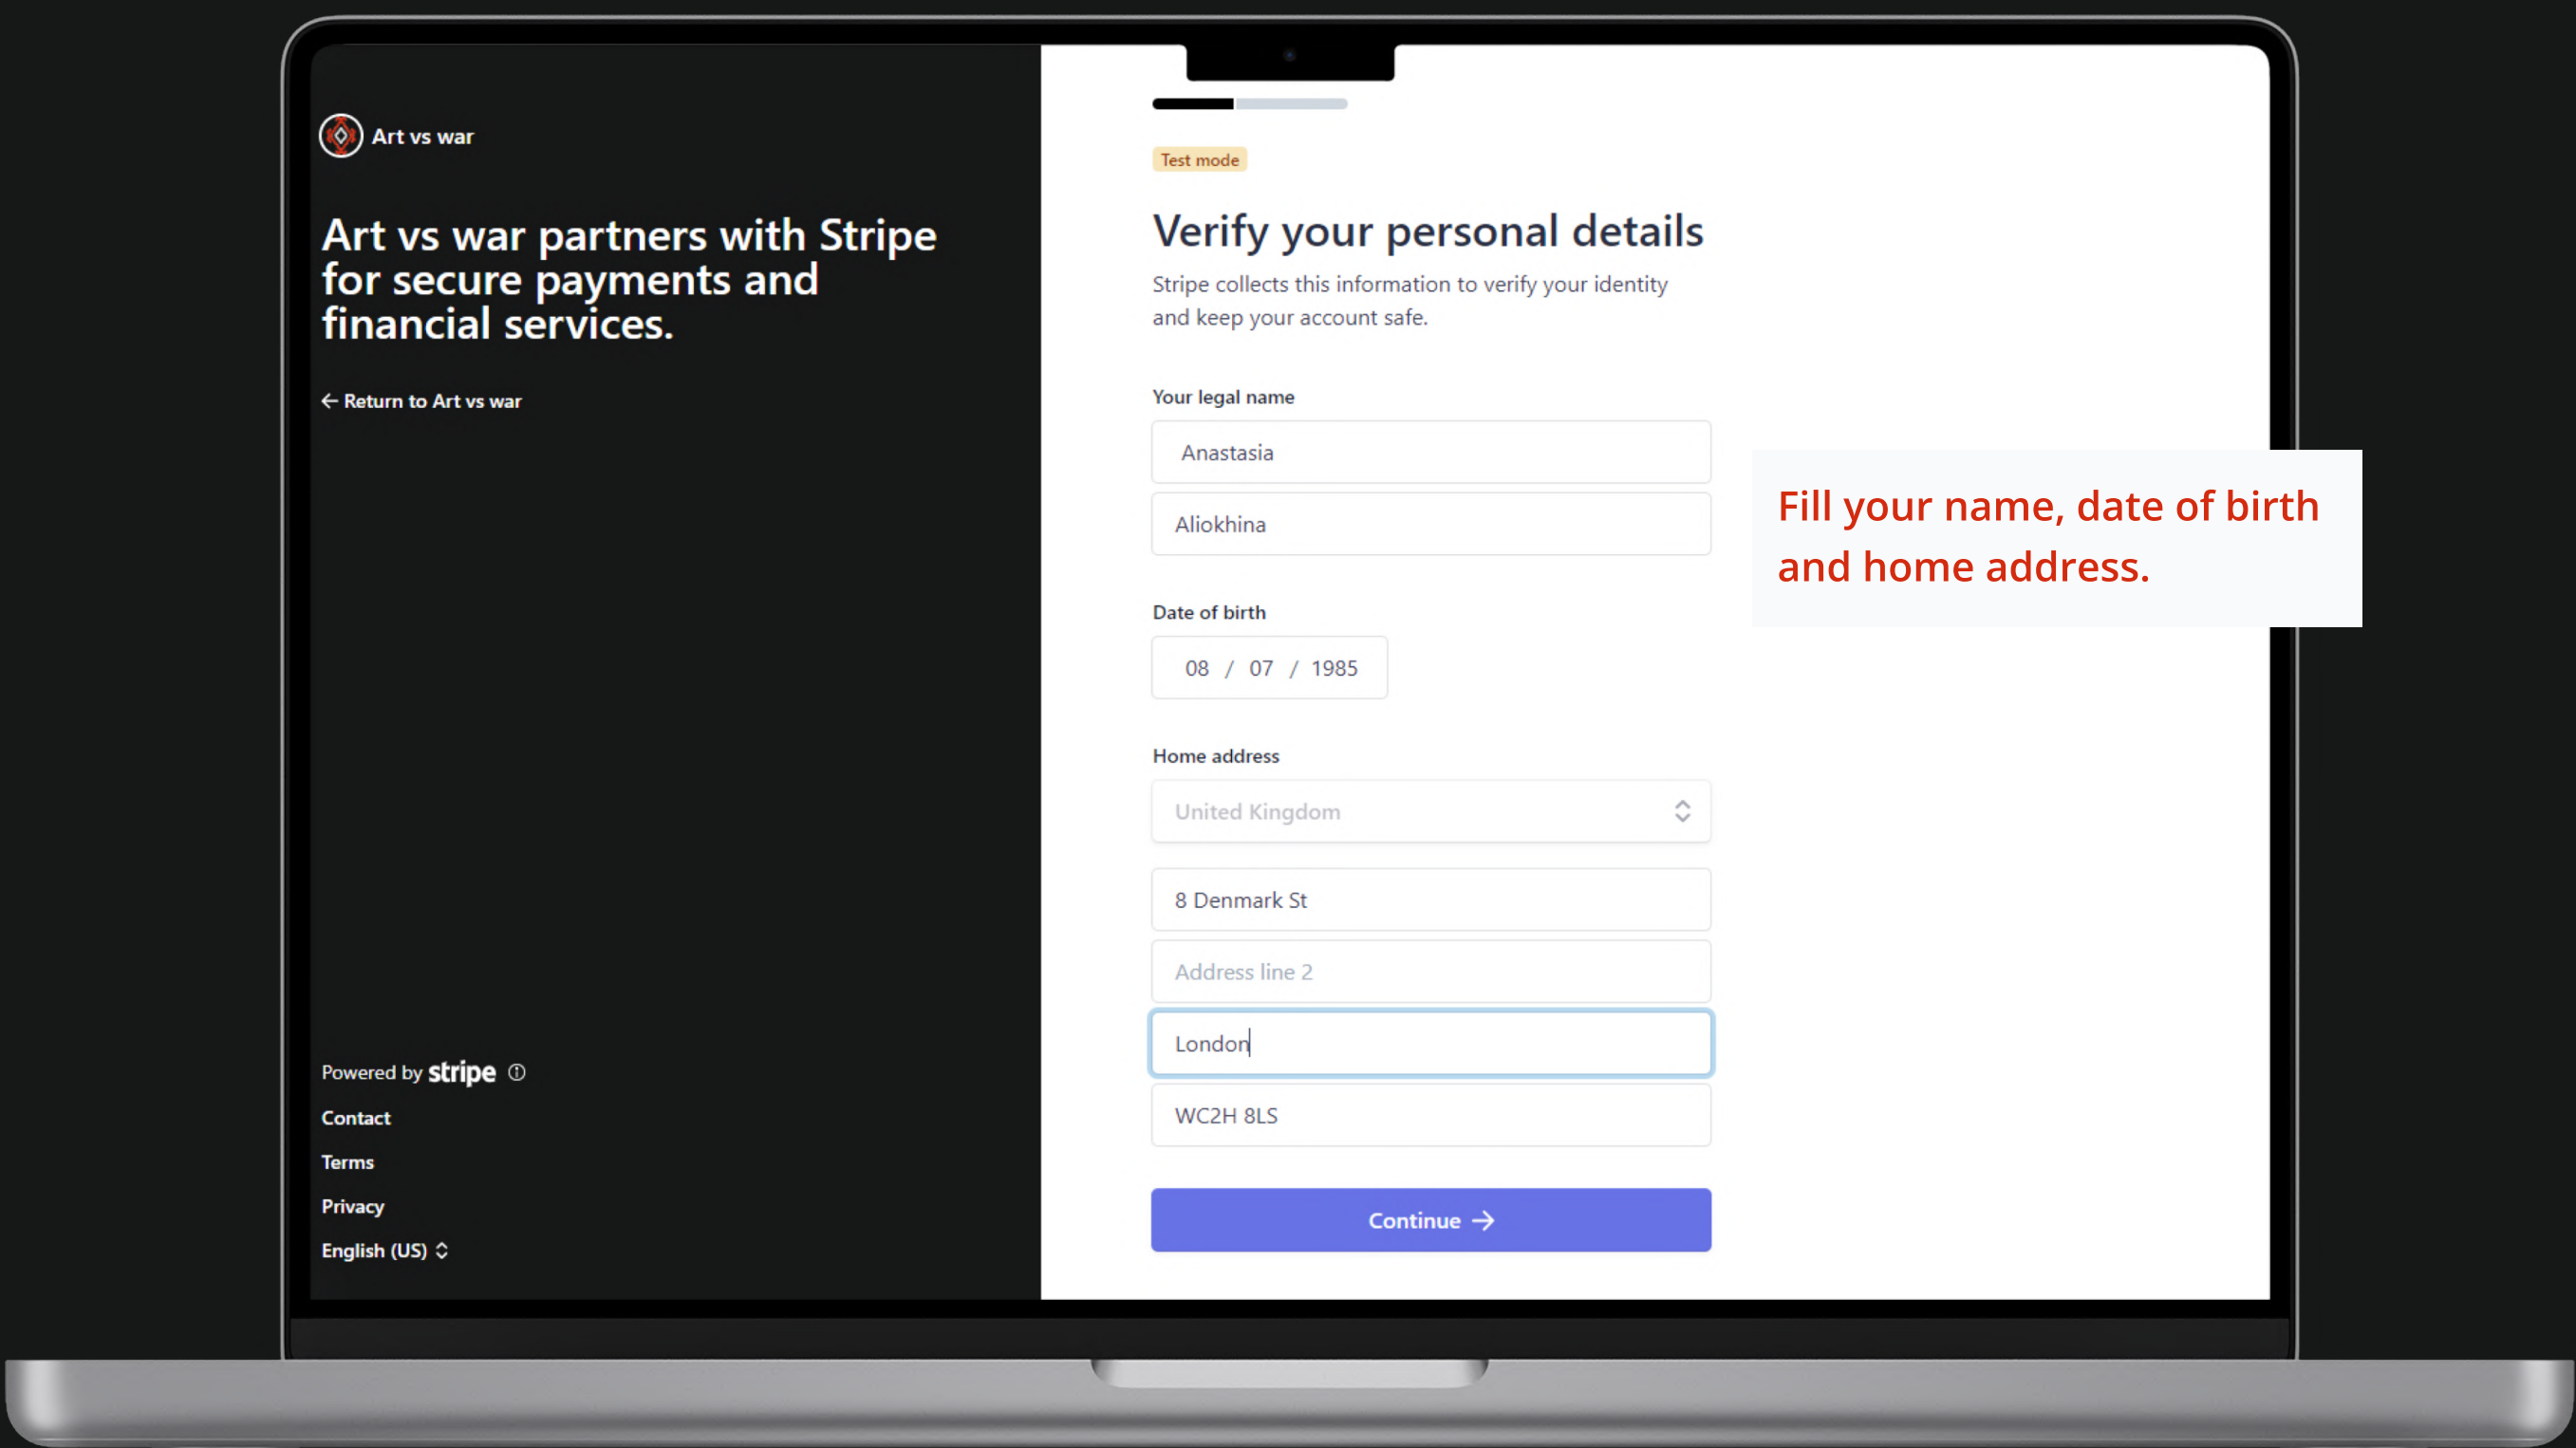 Art vs war
Art vs war partners with Stripe
for secure payments and
financial services.
← Return to Art vs war
Powered by stripe
Contact
Terms
Privacy
English (US)
Test mode
Verify your personal details
Stripe collects this information to verify your identity
and keep your account safe.
Your legal name
Anastasia
Aliokhina
Date of birth
08 / 07 / 1985
Home address
United Kingdom
8 Denmark St
Address line 2
London
WC2H 8LS
Continue →
Fill your name, date of birth
and home address.